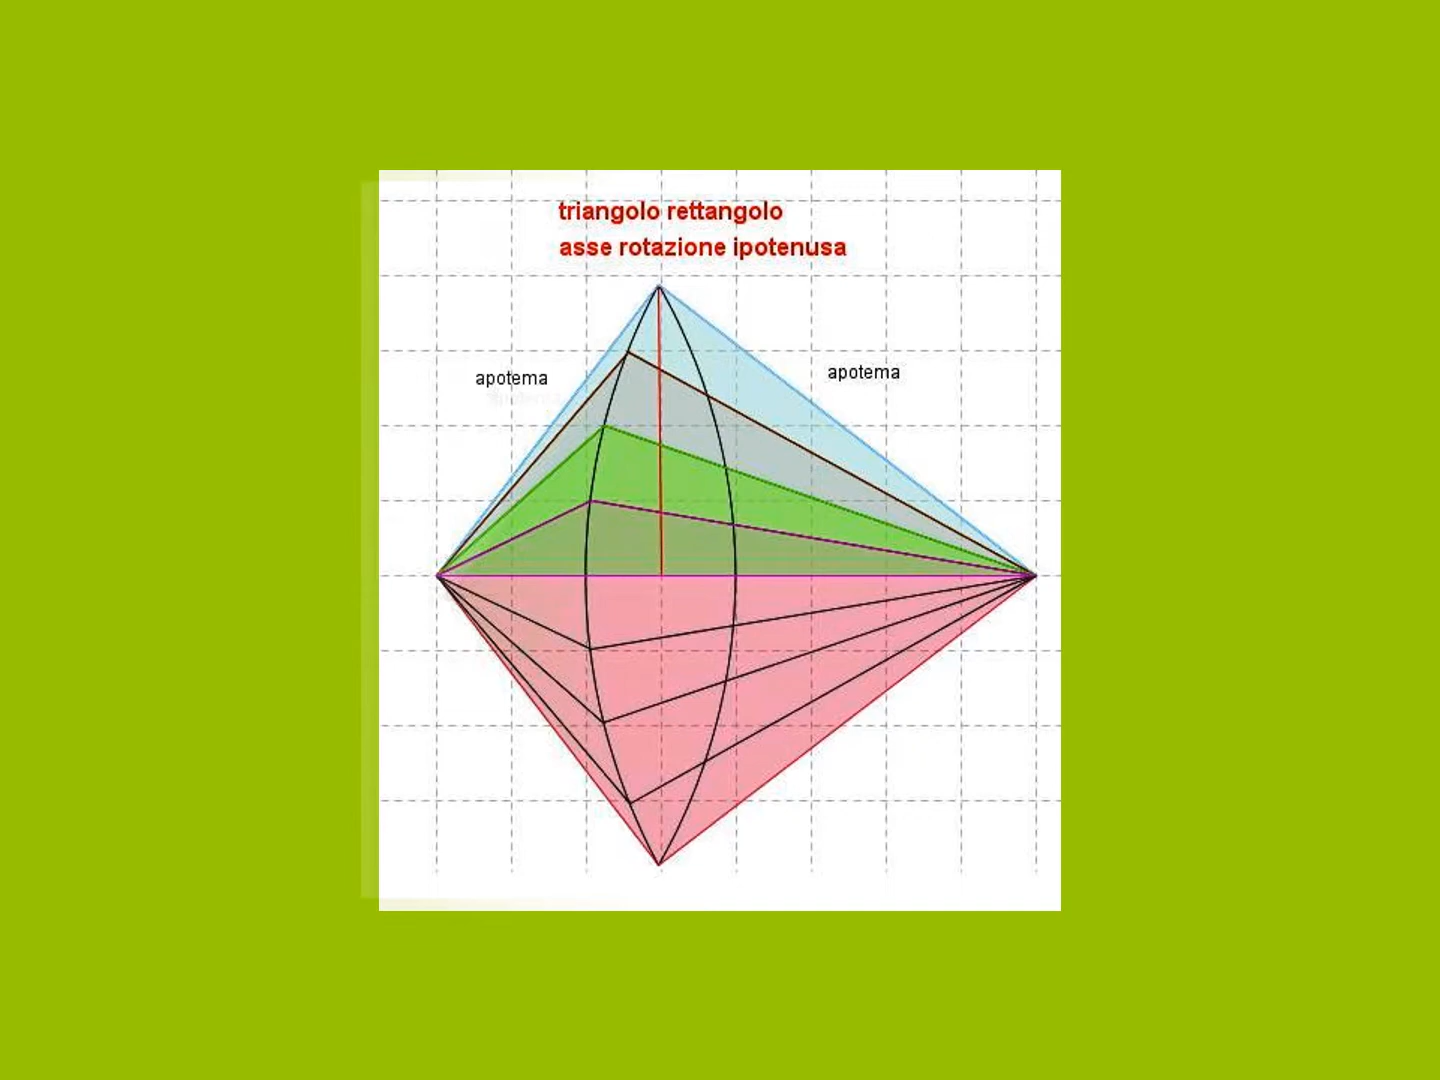 triangolo rettangolo
asse rotazione ipotenusa
apotema
apotema